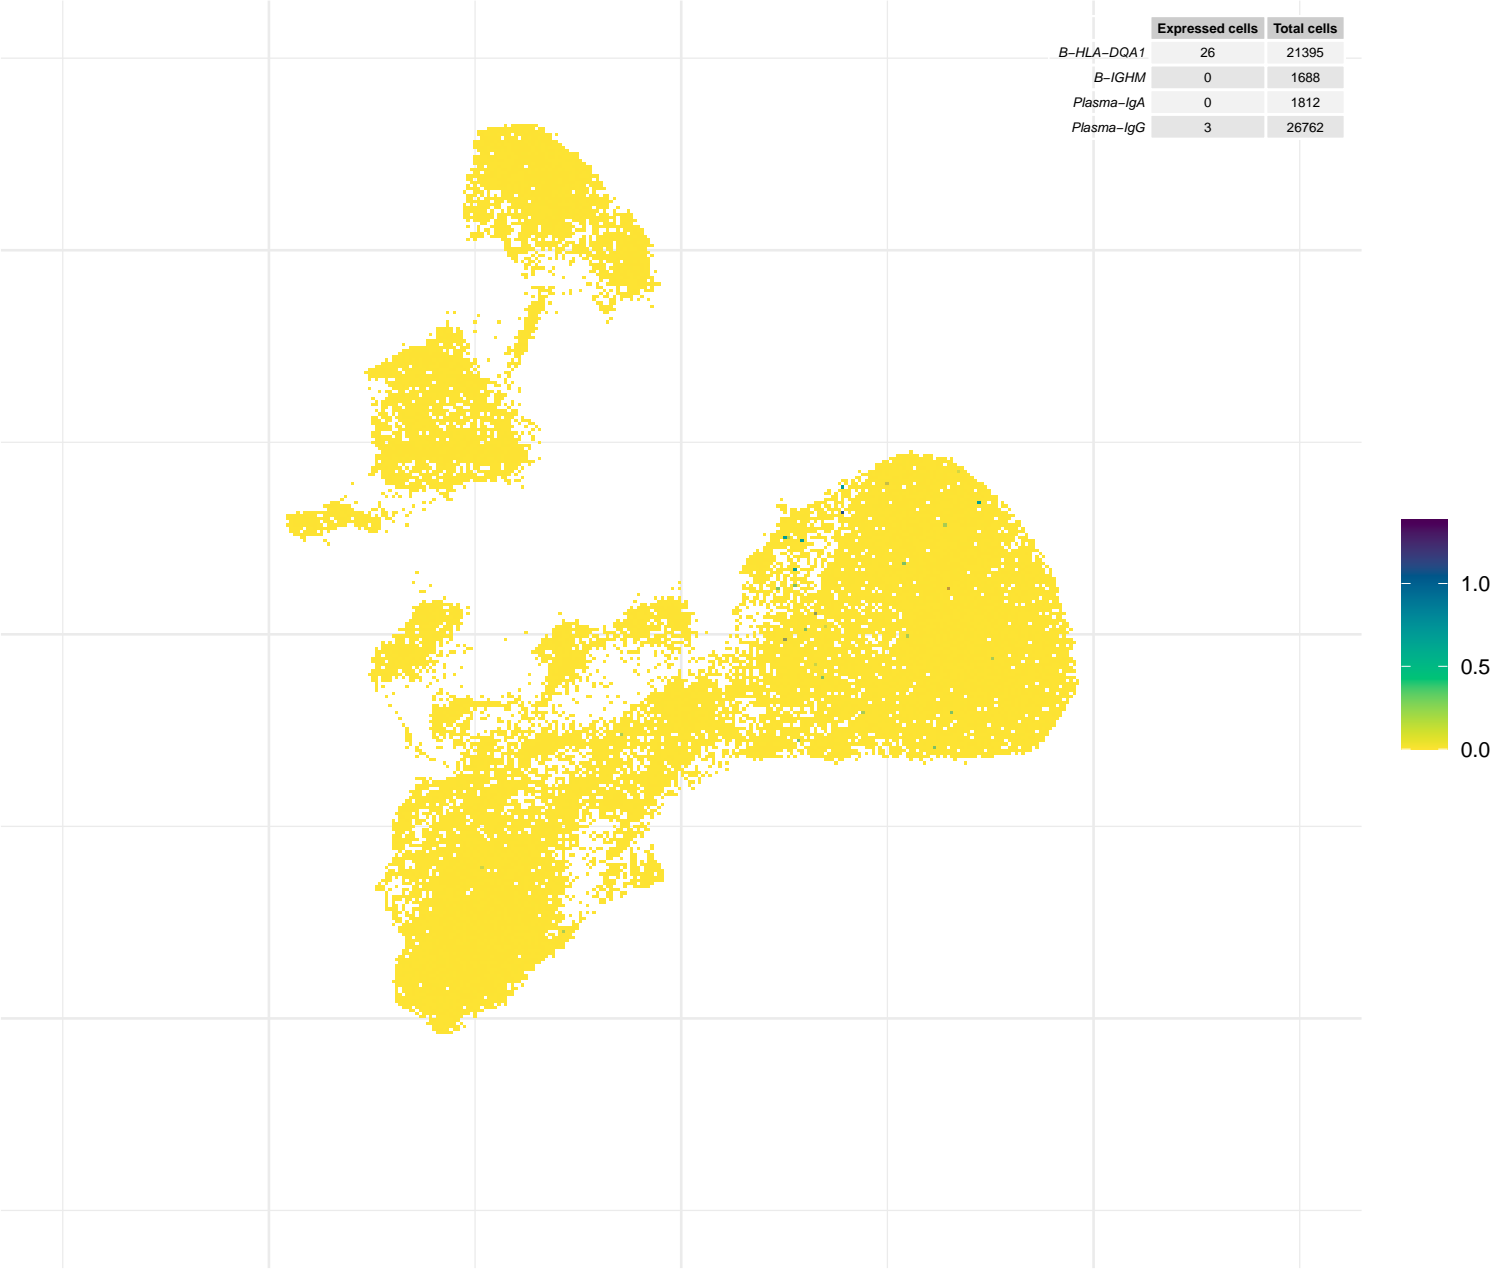 Expressed cells Total cells
B−HLA−DQA1 26 21395
B−IGHM 0 1688
Plasma−IgA 0 1812
Plasma−IgG 3 26762
1.0
0.5
0.0